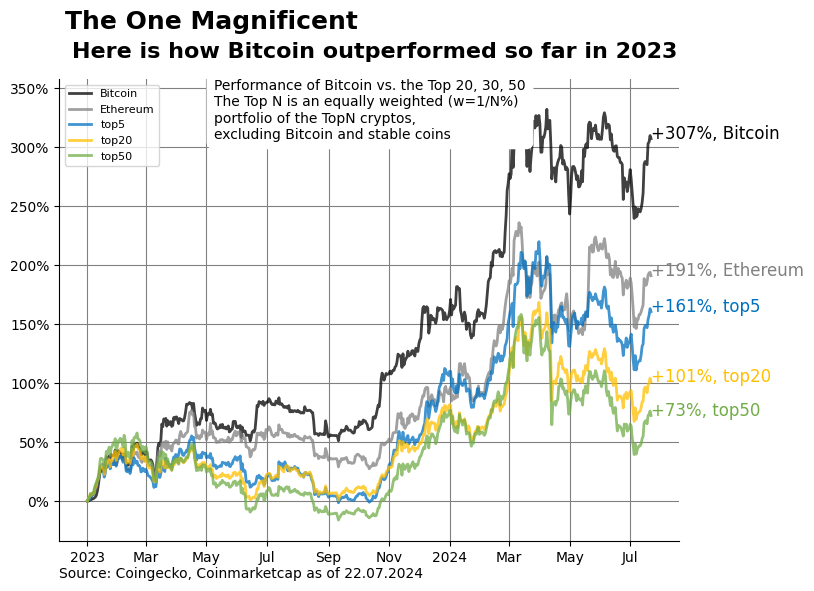 The One Magnificent
Here is how Bitcoin outperformed so far in 2023
350%
300%
250%
200%
150%
100%
50%
0%
Bitcoin
Ethereum
top5
top20
top50
Performance of Bitcoin vs. the Top 20, 30, 50
The Top N is an equally weighted (w=1/N%)
portfolio of the TopN cryptos,
excluding Bitcoin and stable coins
+307%, Bitcoin
+191%, Ethereum
+161%, top5
+101%, top20
+73%, top50
2023 Mar May Jul Sep Nov 2024 Mar May Jul
Source: Coingecko, Coinmarketcap as of 22.07.2024